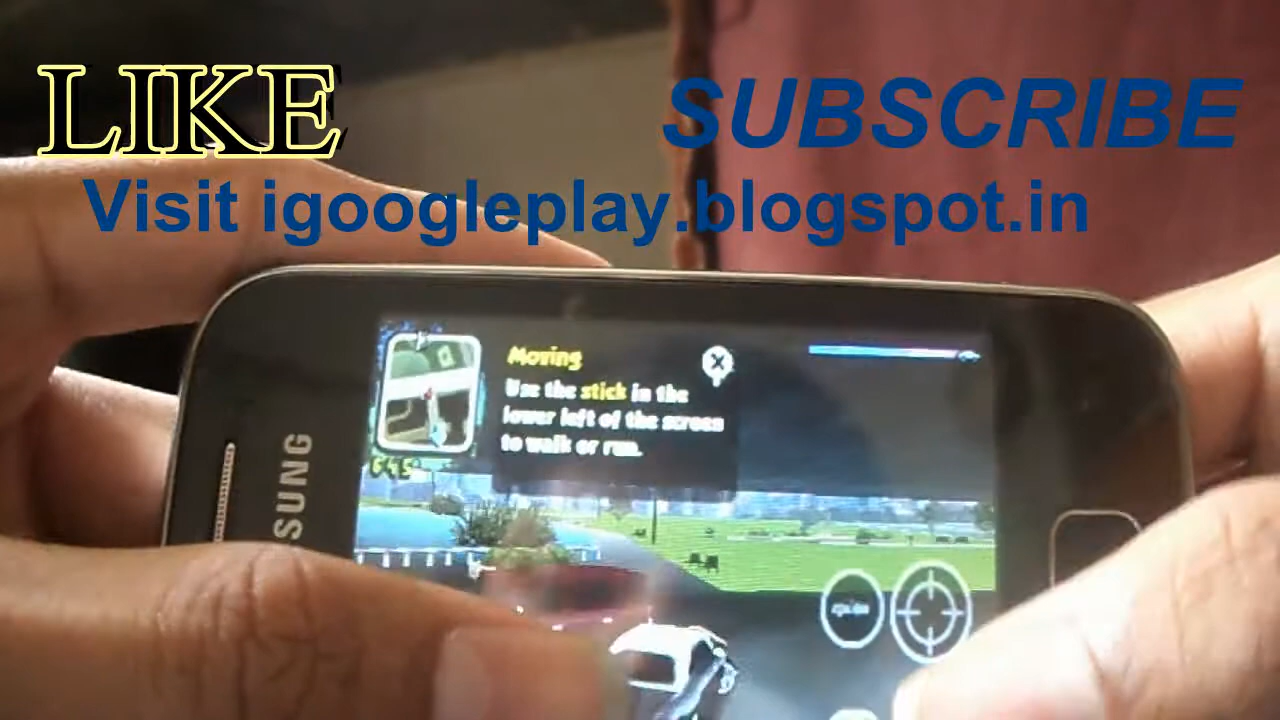 LIKE
SUBSCRIBE
Visit igoogleplay.blogspot.in
SUNG
Moving
Use the stick in the
lower left of the screen
to walk or run.